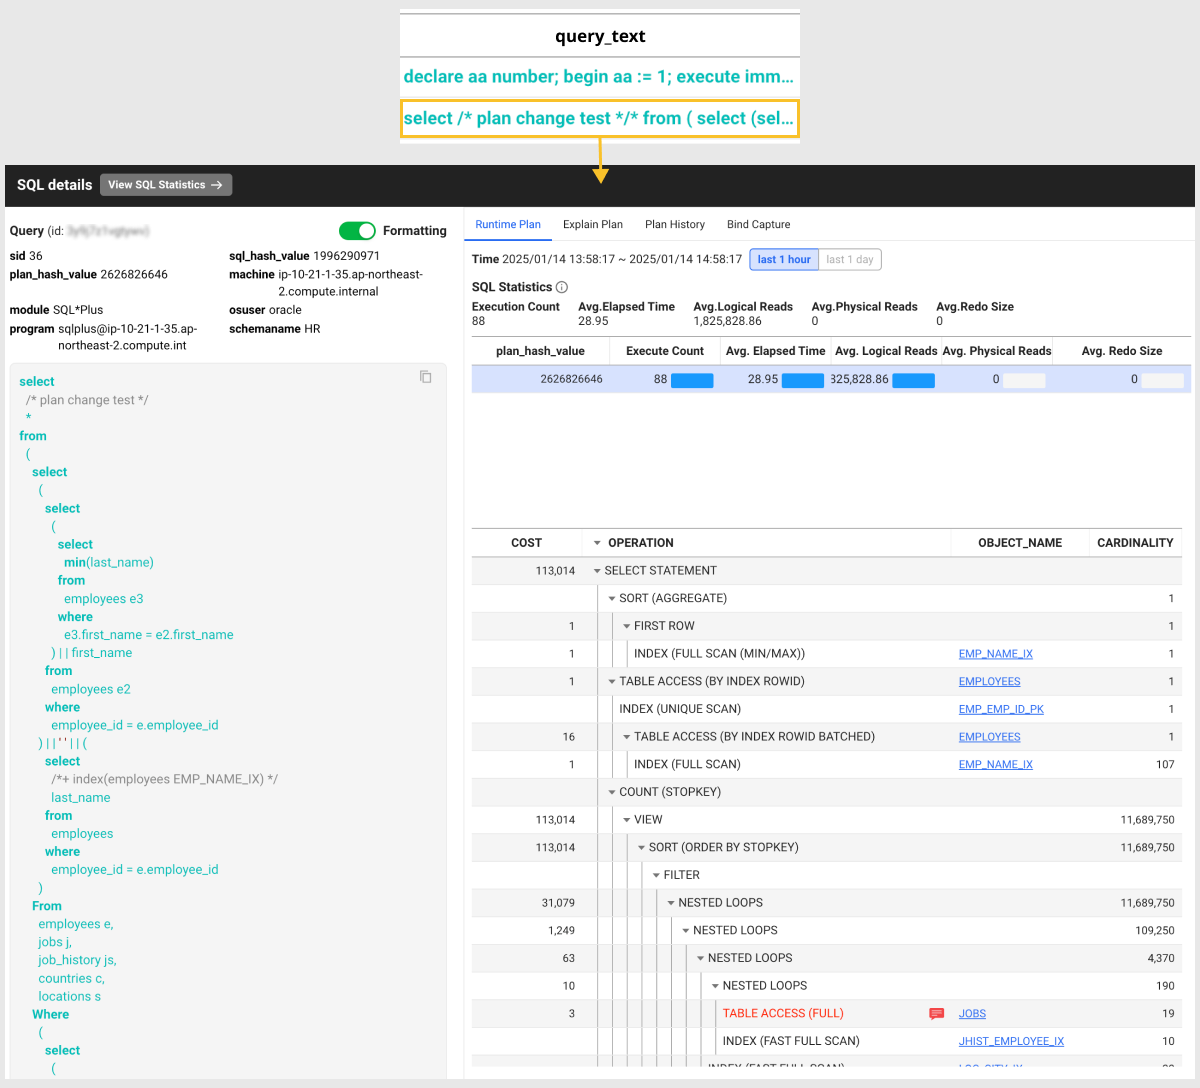 query_text
declare aa number; begin aa := 1; execute imm...
select /* plan change test */* from ( select (sel...
SQL details View SQL Statistics →
Query (id:
Formatting
sid 36
sql_hash_value 1996290971
plan_hash_value 2626826646
machine ip-10-21-1-35.ap-northeast-
2.compute.internal
module SQL*Plus
osuser oracle
program sqlplus@ip-10-21-1-35.ap-
northeast-2.compute.int
schemaname HR
select
/* plan change test */
*
from
(
select
(
select
(
select
min(last_name)
from
employees e3
where
e3.first_name = e2.first_name
) || first_name
from
employees e2
where
employee_id = e.employee_id
) || ' ' || (
select
/*+ index(employees EMP_NAME_IX) */
last_name
from
employees
where
employee_id = e.employee_id
)
From
employees e,
jobs j,
job_history js,
countries c,
locations s
Where
(
select
(
Runtime Plan Explain Plan Plan History Bind Capture
Time 2025/01/14 13:58:17 ~ 2025/01/14 14:58:17 last 1 hour last 1 day
SQL Statistics
Execution Count Avg.Elapsed Time Avg.Logical Reads Avg.Physical Reads Avg.Redo Size
88 28.95 1,825,828.86 0 0
plan_hash_value Execute Count Avg. Elapsed Time Avg. Logical Reads Avg. Physical Reads Avg. Redo Size
2626826646 88 28.95 325,828.86 0 0
COST OPERATION OBJECT_NAME CARDINALITY
113,014 SELECT STATEMENT
SORT (AGGREGATE) 1
1 FIRST ROW 1
1 INDEX (FULL SCAN (MIN/MAX)) EMP_NAME_IX 1
1 TABLE ACCESS (BY INDEX ROWID) EMPLOYEES 1
INDEX (UNIQUE SCAN) EMP_EMP_ID_PK 1
16 TABLE ACCESS (BY INDEX ROWID BATCHED) EMPLOYEES 1
1 INDEX (FULL SCAN) EMP_NAME_IX 107
COUNT (STOPKEY)
113,014 VIEW 11,689,750
113,014 SORT (ORDER BY STOPKEY) 11,689,750
FILTER
31,079 NESTED LOOPS 11,689,750
1,249 NESTED LOOPS 109,250
63 NESTED LOOPS 4,370
10 NESTED LOOPS 190
3 TABLE ACCESS (FULL) JOBS 19
INDEX (FAST FULL SCAN) JHIST_EMPLOYEE_IX 10